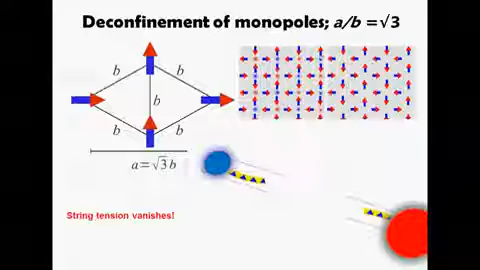 Deconfinement of monopoles; a/b =√3
b
b
b
b
b
a=√3 b
String tension vanishes!